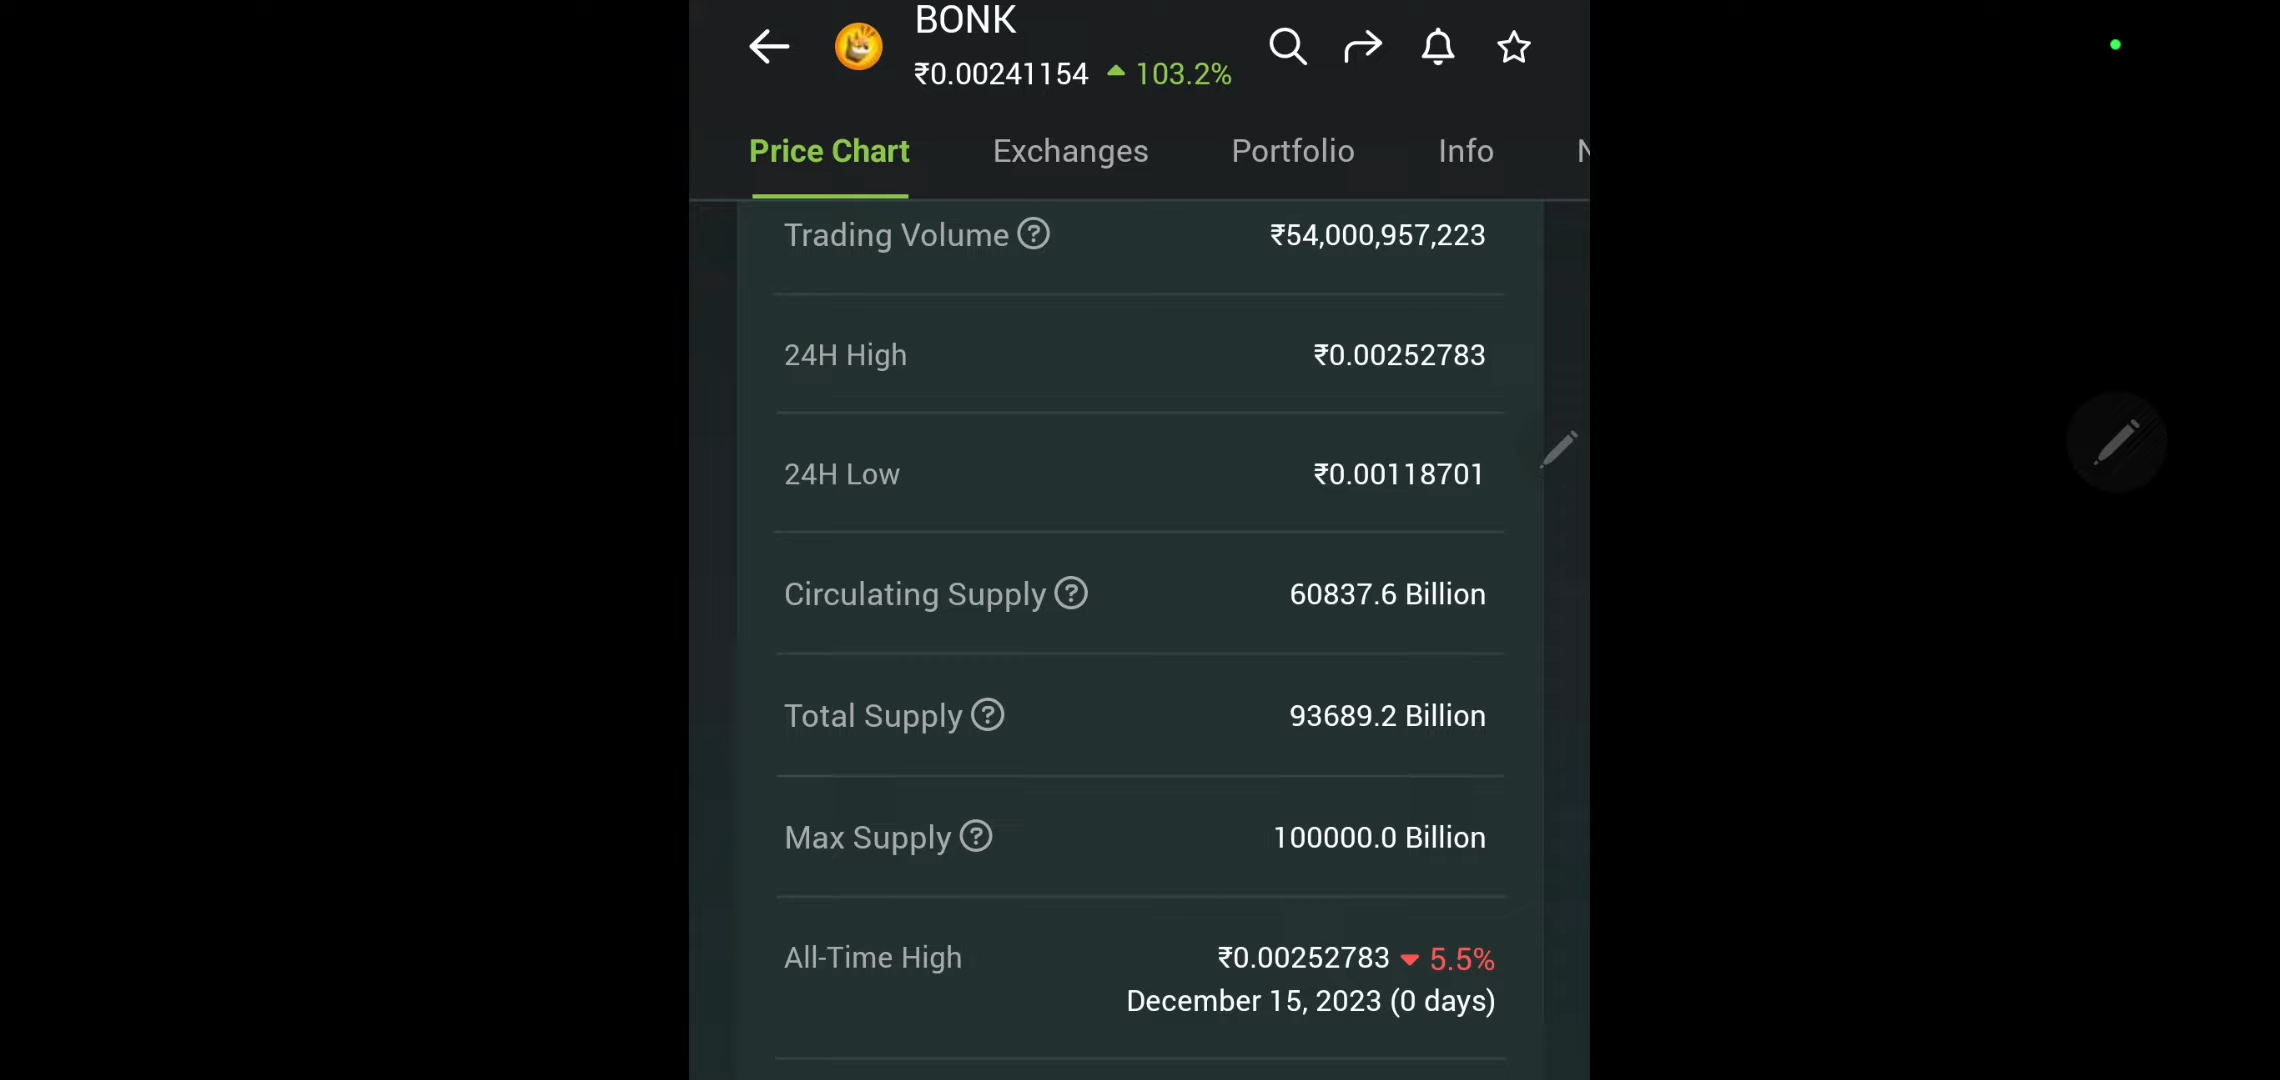 BONK
₹0.00241154 103.2%
Price Chart Exchanges Portfolio Info N
Trading Volume ? ₹54,000,957,223
24H High ₹0.00252783
24H Low ₹0.00118701
Circulating Supply ? 60837.6 Billion
Total Supply ? 93689.2 Billion
Max Supply ? 100000.0 Billion
All-Time High ₹0.00252783 5.5%
December 15, 2023 (0 days)